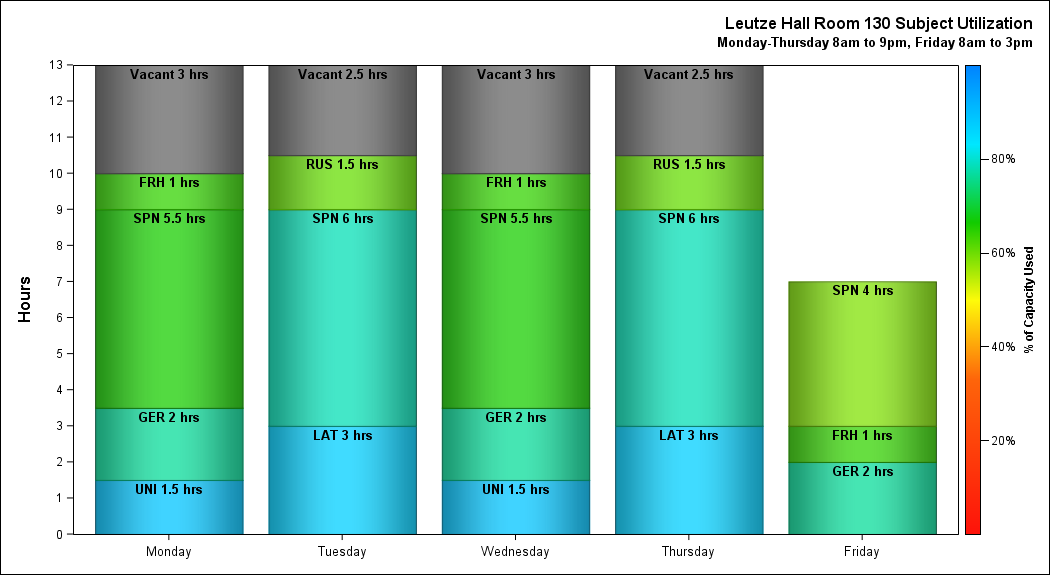 Leutze Hall Room 130 Subject Utilization
Monday-Thursday 8am to 9pm, Friday 8am to 3pm
Hours
13
12
11
10
9
8
7
6
5
4
3
2
1
0
Vacant 3 hrs
FRH 1 hrs
SPN 5.5 hrs
GER 2 hrs
UNI 1.5 hrs
Vacant 2.5 hrs
RUS 1.5 hrs
SPN 6 hrs
LAT 3 hrs
Vacant 3 hrs
FRH 1 hrs
SPN 5.5 hrs
GER 2 hrs
UNI 1.5 hrs
Vacant 2.5 hrs
RUS 1.5 hrs
SPN 6 hrs
LAT 3 hrs
SPN 4 hrs
FRH 1 hrs
GER 2 hrs
Monday
Tuesday
Wednesday
Thursday
Friday
80%
60%
40%
20%
% of Capacity Used